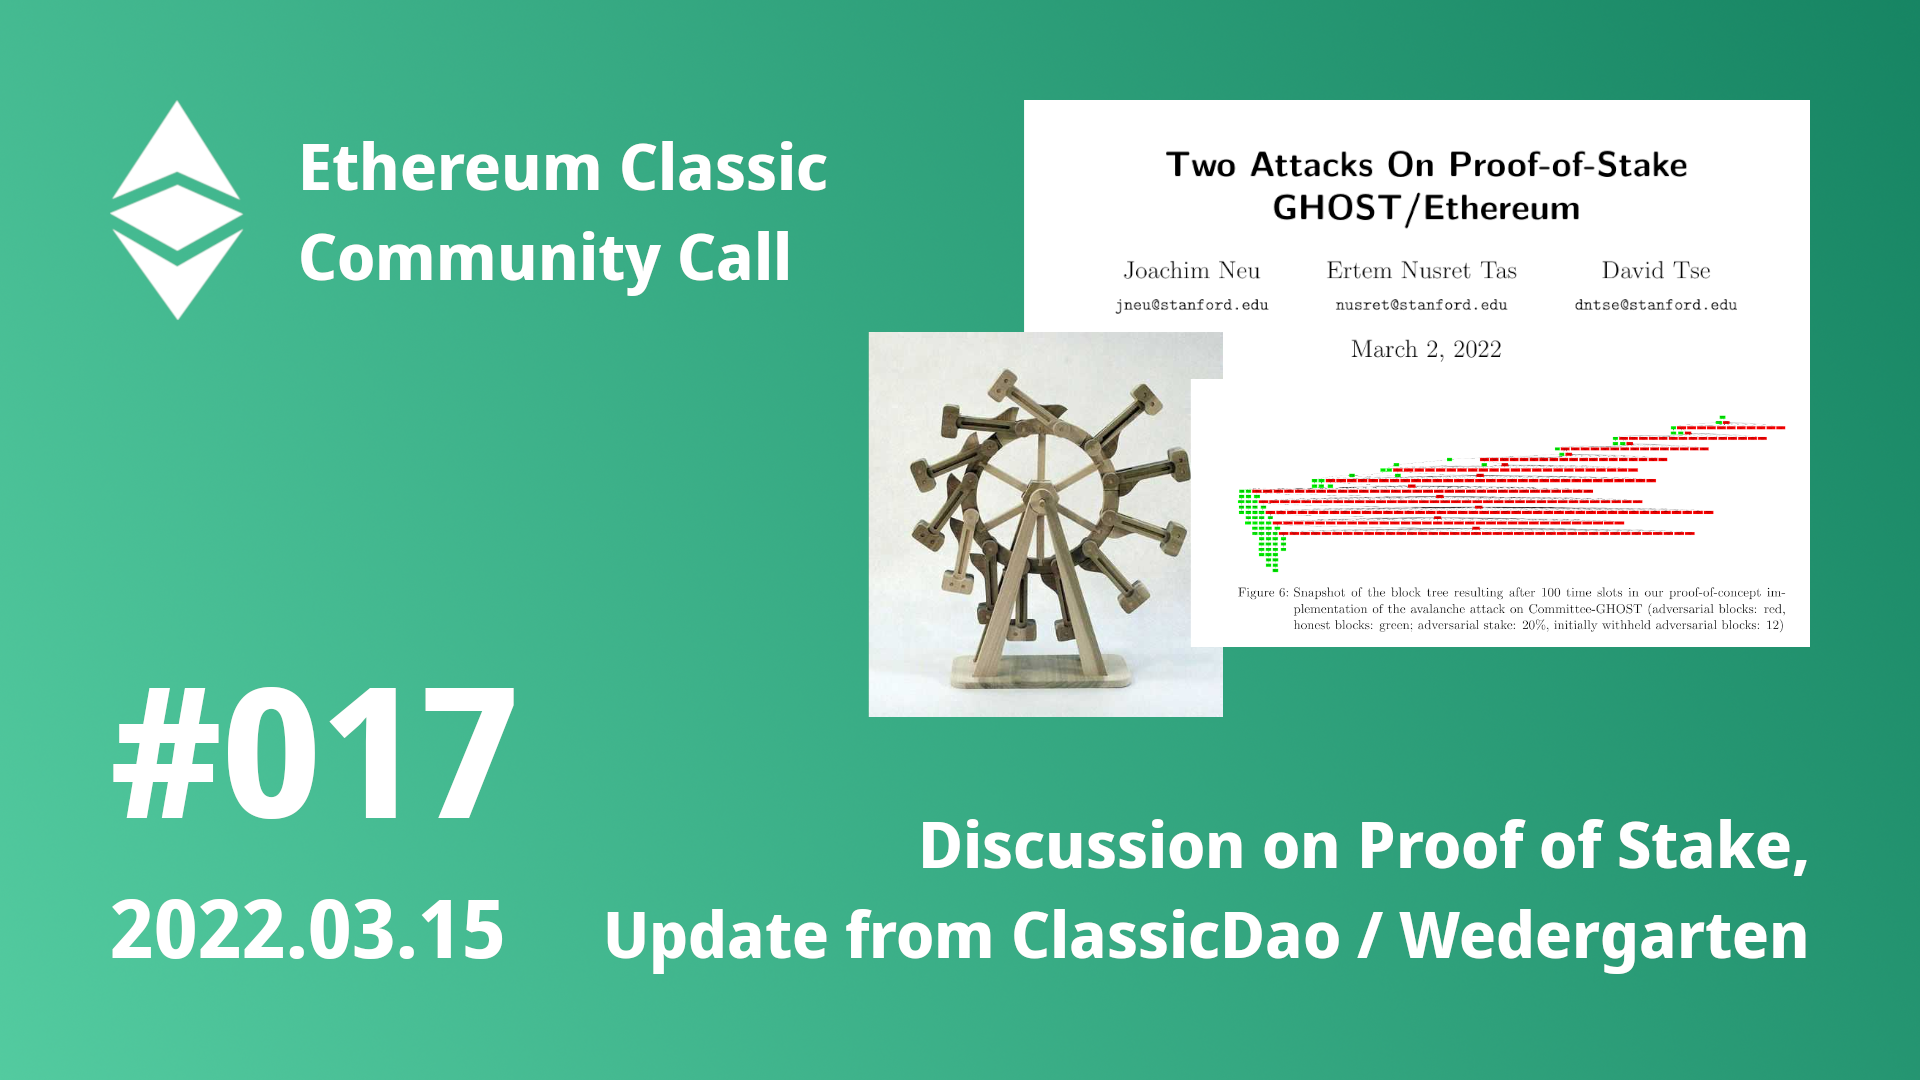 Ethereum Classic
Community Call
Two Attacks On Proof-of-Stake
GHOST/Ethereum
Joachim Neu
Ertem Nusret Tas
David Tse
jneu@stanford.edu
nusret@stanford.edu
dntse@stanford.edu
March 2, 2022
Figure 6: Snapshot of the block tree resulting after 100 time slots in our proof-of-concept im-
plementation of the avalanche attack on Committee-GHOST (adversarial blocks: red,
honest blocks: green; adversarial stake: 20%, initially withheld adversarial blocks: 12)
#017
2022.03.15
Discussion on Proof of Stake,
Update from ClassicDao / Wedergarten